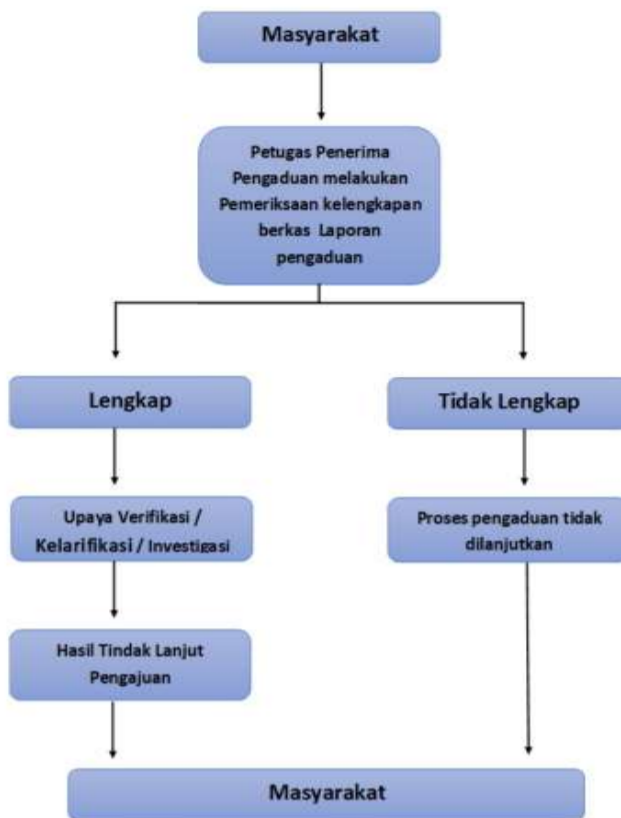 Masyarakat
Petugas Penerima
Pengaduan melakukan
Pemeriksaan kelengkapan
berkas Laporan
pengaduan
Lengkap
Tidak Lengkap
Upaya Verifikasi /
Kelarifikasi / Investigasi
Proses pengaduan tidak
dilanjutkan
Hasil Tindak Lanjut
Pengajuan
Masyarakat